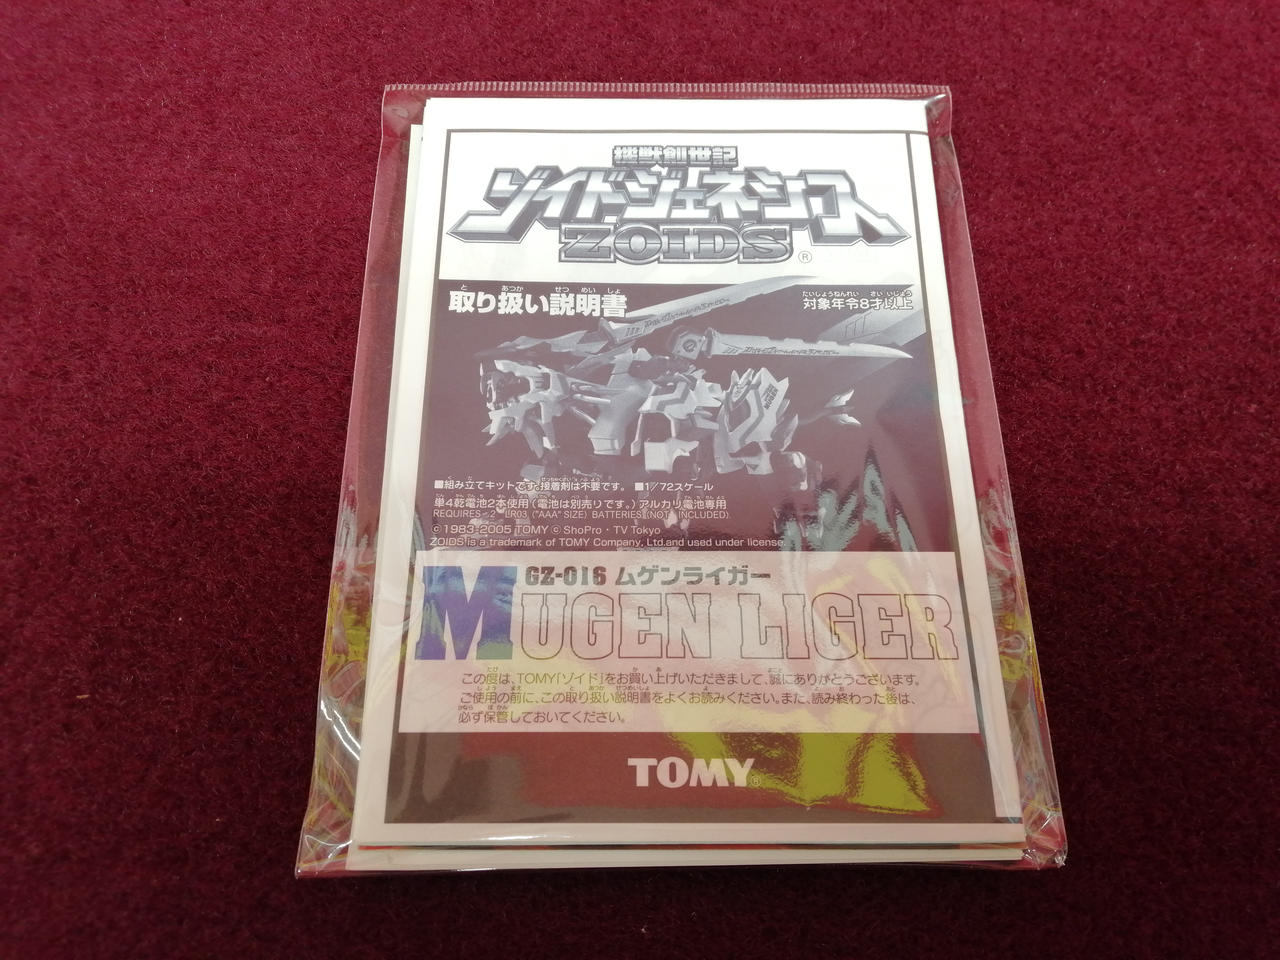 機獣創世記
ゾイドジェネシス
ZOIDS®
取り扱い説明書
対象年令8才以上
■組み立てキットです。接着剤は不要です。 ■1/72スケール
単4乾電池2本使用(電池は別売りです。)アルカリ電池専用
REQUIRES 2 LR03 ("AAA" SIZE) BATTERIES (NOT INCLUDED).
©1983-2005 TOMY © ShoPro・TV Tokyo
ZOIDS is a trademark of TOMY Company, Ltd.and used under license.
GZ-016 ムゲンライガー
MUGEN LIGER
この度は、TOMY「ゾイド」をお買い上げいただきまして、誠にありがとうございます。
ご使用の前に、この取り扱い説明書をよくお読みください。また、読み終わった後は、
必ず保管しておいてください。
TOMY®